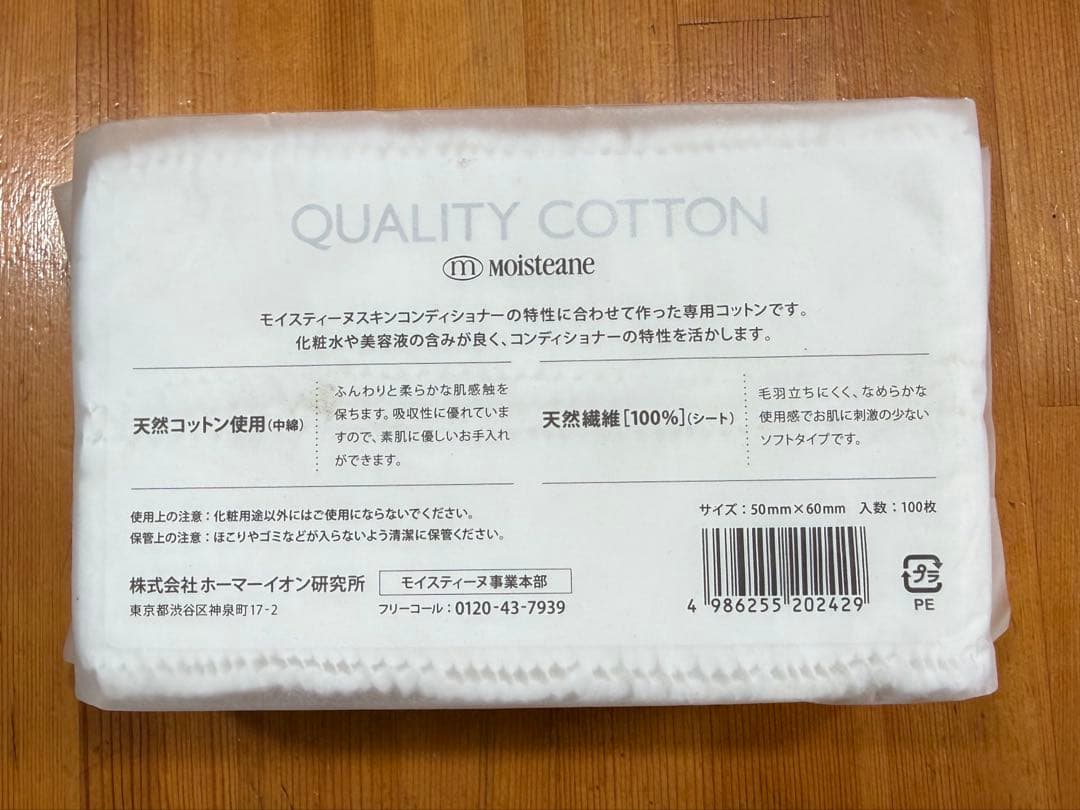 QUALITY COTTON
m Moisteane
モイスティーヌスキンコンディショナーの特性に合わせて作った専用コットンです。
化粧水や美容液の含みが良く、コンディショナーの特性を活かします。
天然コットン使用(中綿)
ふんわりと柔らかな肌感触を
保ちます。吸収性に優れていま
すので、素肌に優しいお手入れ
ができます。
天然繊維[100%](シート)
毛羽立ちにくく、なめらかな
使用感でお肌に刺激の少ない
ソフトタイプです。
使用上の注意：化粧用途以外にはご使用にならないでください。
保管上の注意：ほこりやゴミなどが入らないよう清潔に保管ください。
株式会社ホーマーイオン研究所
東京都渋谷区神泉町17-2
モイスティーヌ事業本部
フリーコール：0120-43-7939
サイズ：50mm×60mm 入数：100枚
4 986255 202429
プラ
PE